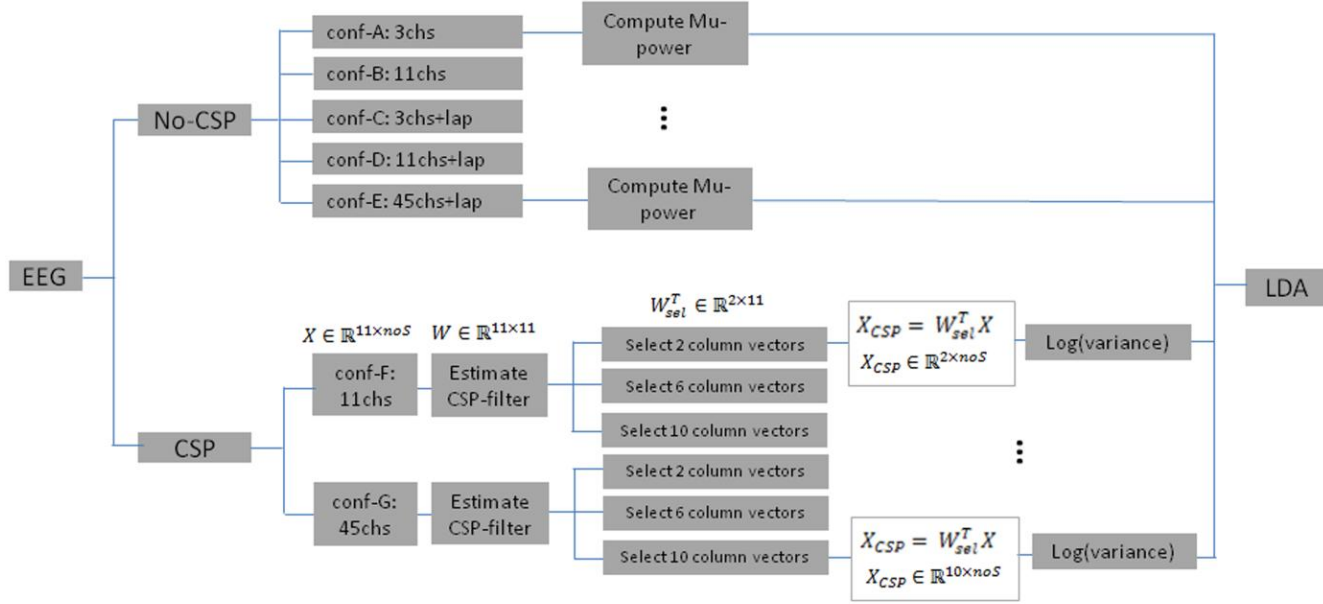 conf-A: 3chs
Compute Mu-
power
conf-B: 11chs
No-CSP
conf-C: 3chs+lap
conf-D: 11chs+lap
conf-E: 45chs+lap
Compute Mu-
power
EEG
LDA
X ∈ ℝ^{11×noS}
W ∈ ℝ^{11×11}
W_{sel}^T ∈ ℝ^{2×11}
conf-F:
11chs
Estimate
CSP-filter
Select 2 column vectors
Select 6 column vectors
Select 10 column vectors
X_{CSP} = W_{sel}^T X
X_{CSP} ∈ ℝ^{2×noS}
Log(variance)
CSP
conf-G:
45chs
Estimate
CSP-filter
Select 2 column vectors
Select 6 column vectors
Select 10 column vectors
X_{CSP} = W_{sel}^T X
X_{CSP} ∈ ℝ^{10×noS}
Log(variance)